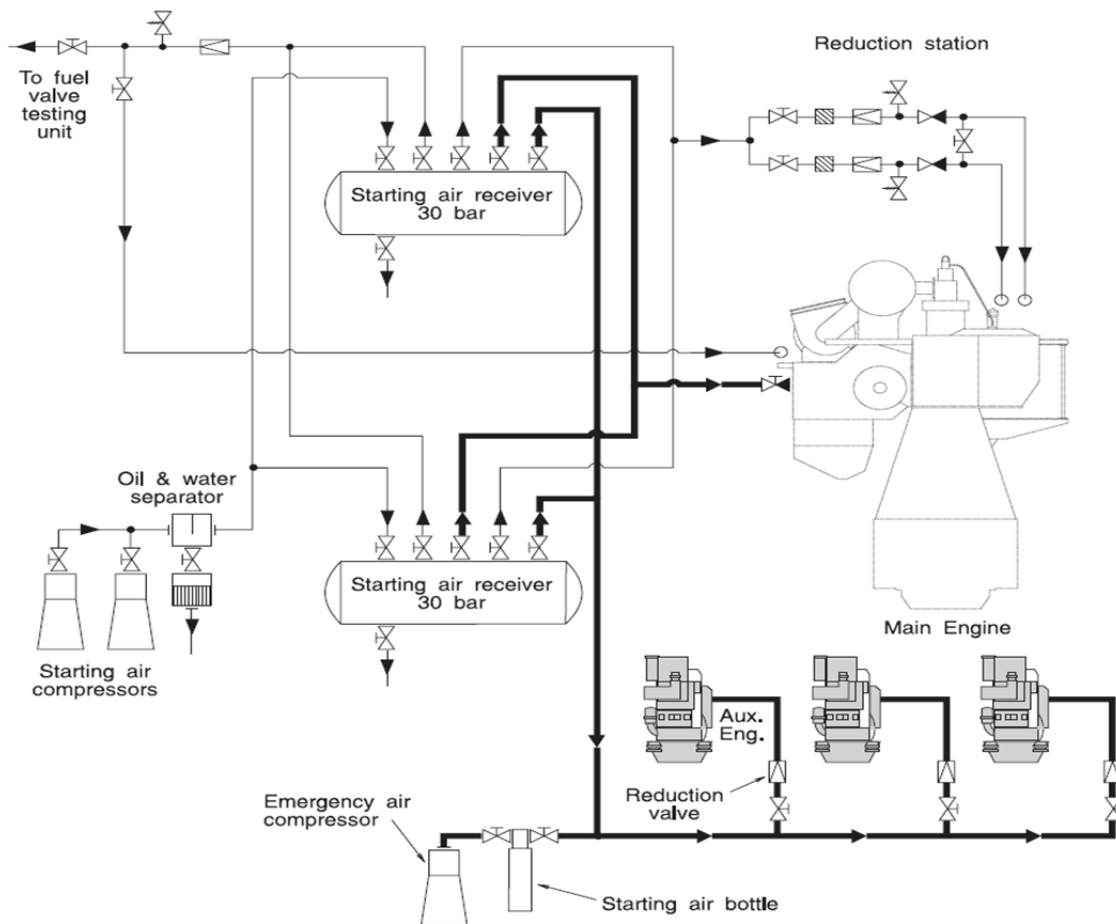 To fuel
valve
testing
unit
Reduction station
Starting air receiver
30 bar
Oil & water
separator
Starting air receiver
30 bar
Starting air
compressors
Main Engine
Aux.
Eng.
Reduction
valve
Emergency air
compressor
Starting air bottle